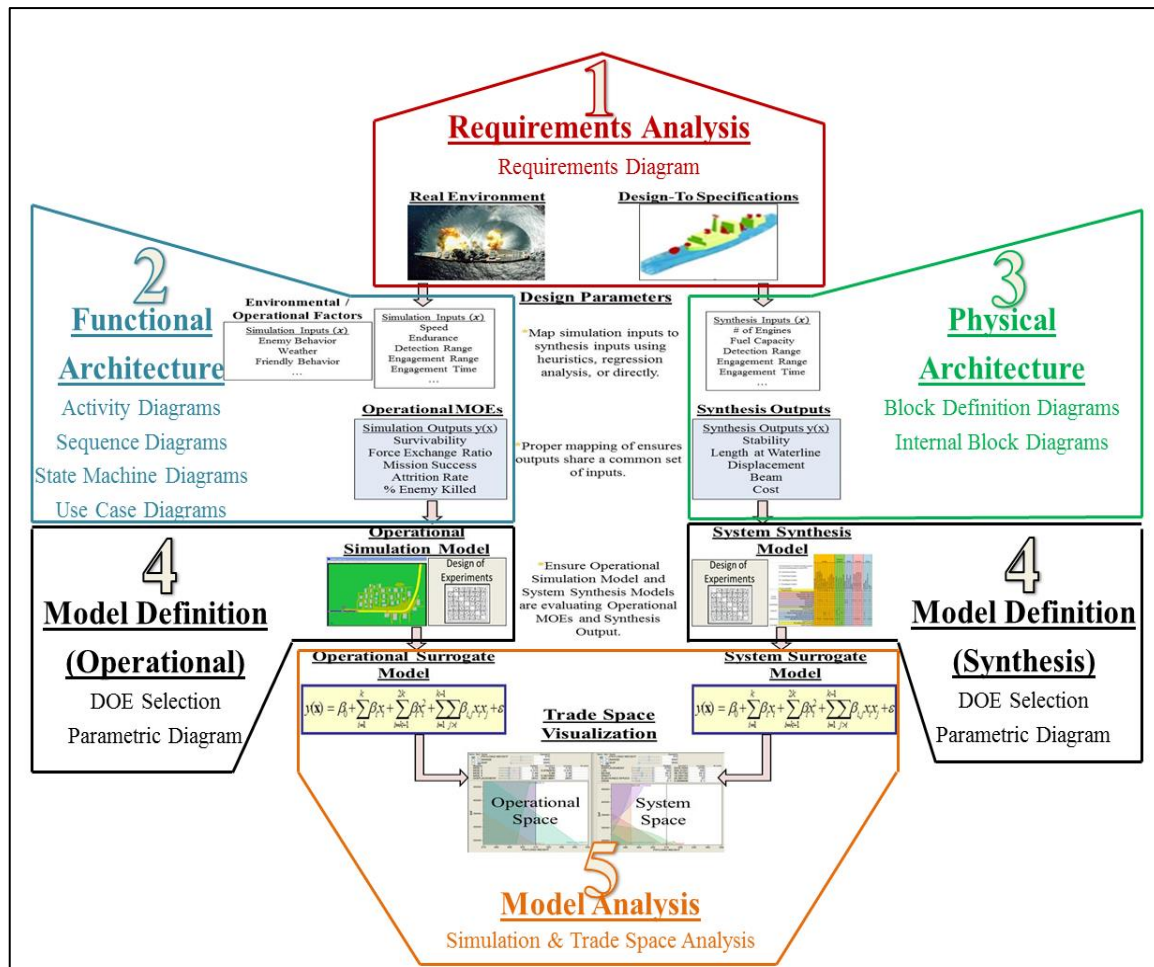 1
Requirements Analysis
Requirements Diagram
Real Environment
Design-To Specifications
2
Functional
Architecture
Activity Diagrams
Sequence Diagrams
State Machine Diagrams
Use Case Diagrams
Environmental /
Operational Factors
Simulation Inputs (x)
Enemy Behavior
Weather
Friendly Behavior
...
Simulation Inputs (x)
Speed
Endurance
Detection Range
Engagement Range
Engagement Time
...
Operational MOEs
Simulation Outputs y(x)
Survivability
Force Exchange Ratio
Mission Success
Attrition Rate
% Enemy Killed
Design Parameters
*Map simulation inputs to
synthesis inputs using
heuristics, regression
analysis, or directly.
*Proper mapping of ensures
outputs share a common set
of inputs.
Synthesis Inputs (x)
# of Engines
Fuel Capacity
Detection Range
Engagement Range
Engagement Time
...
Synthesis Outputs
Synthesis Outputs y(x)
Stability
Length at Waterline
Displacement
Beam
Cost
3
Physical
Architecture
Block Definition Diagrams
Internal Block Diagrams
4
Model Definition
(Operational)
DOE Selection
Parametric Diagram
Operational
Simulation Model
Design of
Experiments
*Ensure Operational
Simulation Model and
System Synthesis Models
are evaluating Operational
MOEs and Synthesis
Output.
System Synthesis
Model
Design of
Experiments
4
Model Definition
(Synthesis)
DOE Selection
Parametric Diagram
Operational Surrogate
Model
System Surrogate
Model
Trade Space
Visualization
Operational
Space
System
Space
5
Model Analysis
Simulation & Trade Space Analysis